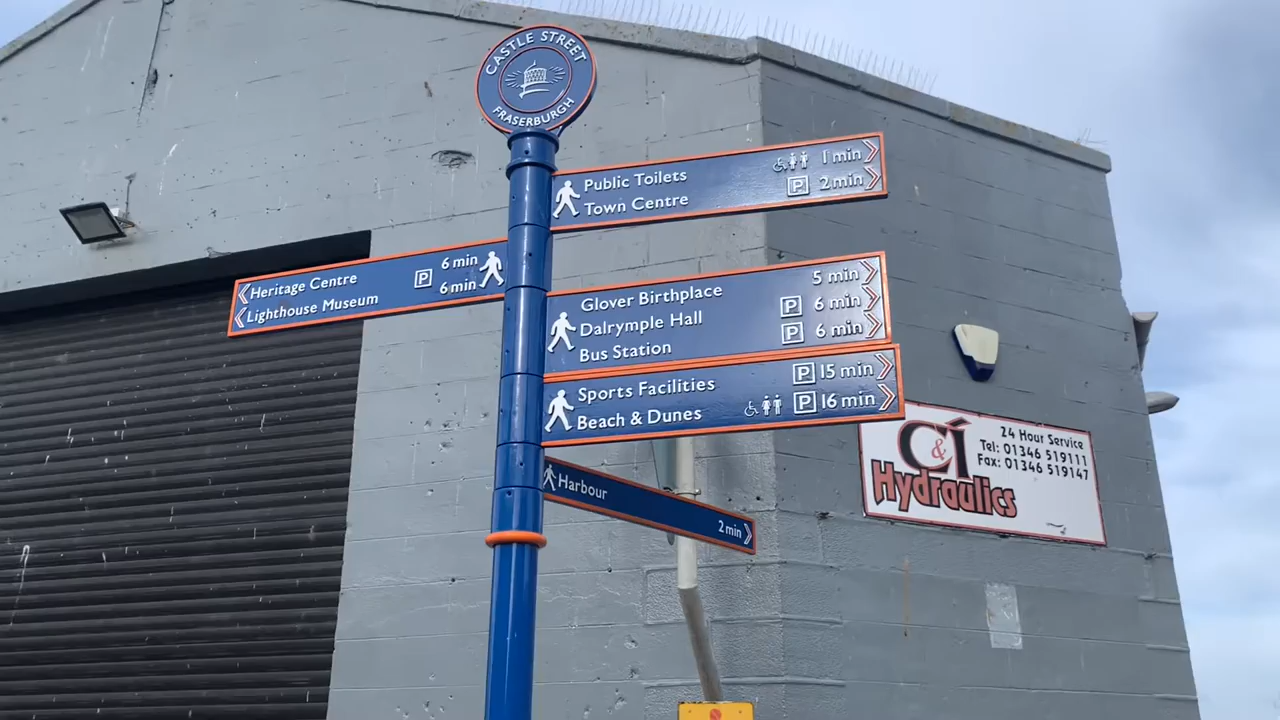 CASTLE STREET
FRASERBURGH
Public Toilets 1 min
Town Centre P 2 min
Heritage Centre P 6 min
Lighthouse Museum 6 min
Glover Birthplace 5 min
Dalrymple Hall P 6 min
Bus Station P 6 min
Sports Facilities P 15 min
Beach & Dunes P 16 min
Harbour 2 min
C&I
Hydraulics
24 Hour Service
Tel: 01346 519111
Fax: 01346 519147